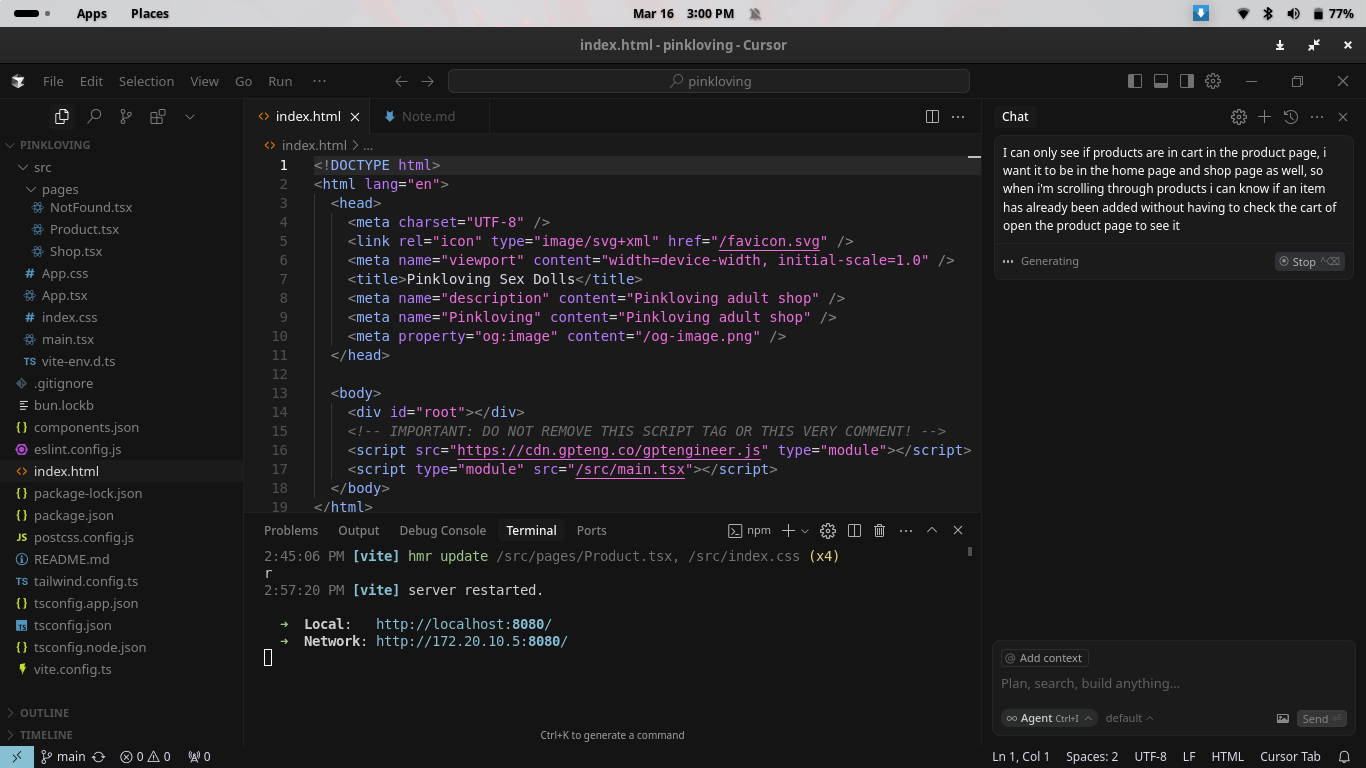 Apps Places Mar 16 3:00 PM 77%
index.html - pinkloving - Cursor
File Edit Selection View Go Run ··· pinkloving
PINKLOVING
src
pages
NotFound.tsx
Product.tsx
Shop.tsx
App.css
App.tsx
index.css
main.tsx
TS vite-env.d.ts
.gitignore
bun.lockb
components.json
eslint.config.js
index.html
package-lock.json
package.json
JS postcss.config.js
README.md
TS tailwind.config.ts
tsconfig.app.json
tsconfig.json
tsconfig.node.json
vite.config.ts
OUTLINE
TIMELINE
index.html Note.md
index.html > ...
1 <!DOCTYPE html>
2 <html lang="en">
3 <head>
4 <meta charset="UTF-8" />
5 <link rel="icon" type="image/svg+xml" href="/favicon.svg" />
6 <meta name="viewport" content="width=device-width, initial-scale=1.0" />
7 <title>Pinkloving Sex Dolls</title>
8 <meta name="description" content="Pinkloving adult shop" />
9 <meta name="Pinkloving" content="Pinkloving adult shop" />
10 <meta property="og:image" content="/og-image.png" />
11 </head>
12
13 <body>
14 <div id="root"></div>
15 <!-- IMPORTANT: DO NOT REMOVE THIS SCRIPT TAG OR THIS VERY COMMENT! -->
16 <script src="https://cdn.gpteng.co/gptengineer.js" type="module"></script>
17 <script type="module" src="/src/main.tsx"></script>
18 </body>
19 </html>
Problems Output Debug Console Terminal Ports npm
2:45:06 PM [vite] hmr update /src/pages/Product.tsx, /src/index.css (x4)
r
2:57:20 PM [vite] server restarted.
➜ Local: http://localhost:8080/
➜ Network: http://172.20.10.5:8080/
Ctrl+K to generate a command
Chat
I can only see if products are in cart in the product page, i
want it to be in the home page and shop page as well, so
when i'm scrolling through products i can know if an item
has already been added without having to check the cart of
open the product page to see it
··· Generating Stop ^⌫
@ Add context
Plan, search, build anything...
∞ Agent Ctrl+I default Send ⏎
main 0 0 0 Ln 1, Col 1 Spaces: 2 UTF-8 LF HTML Cursor Tab